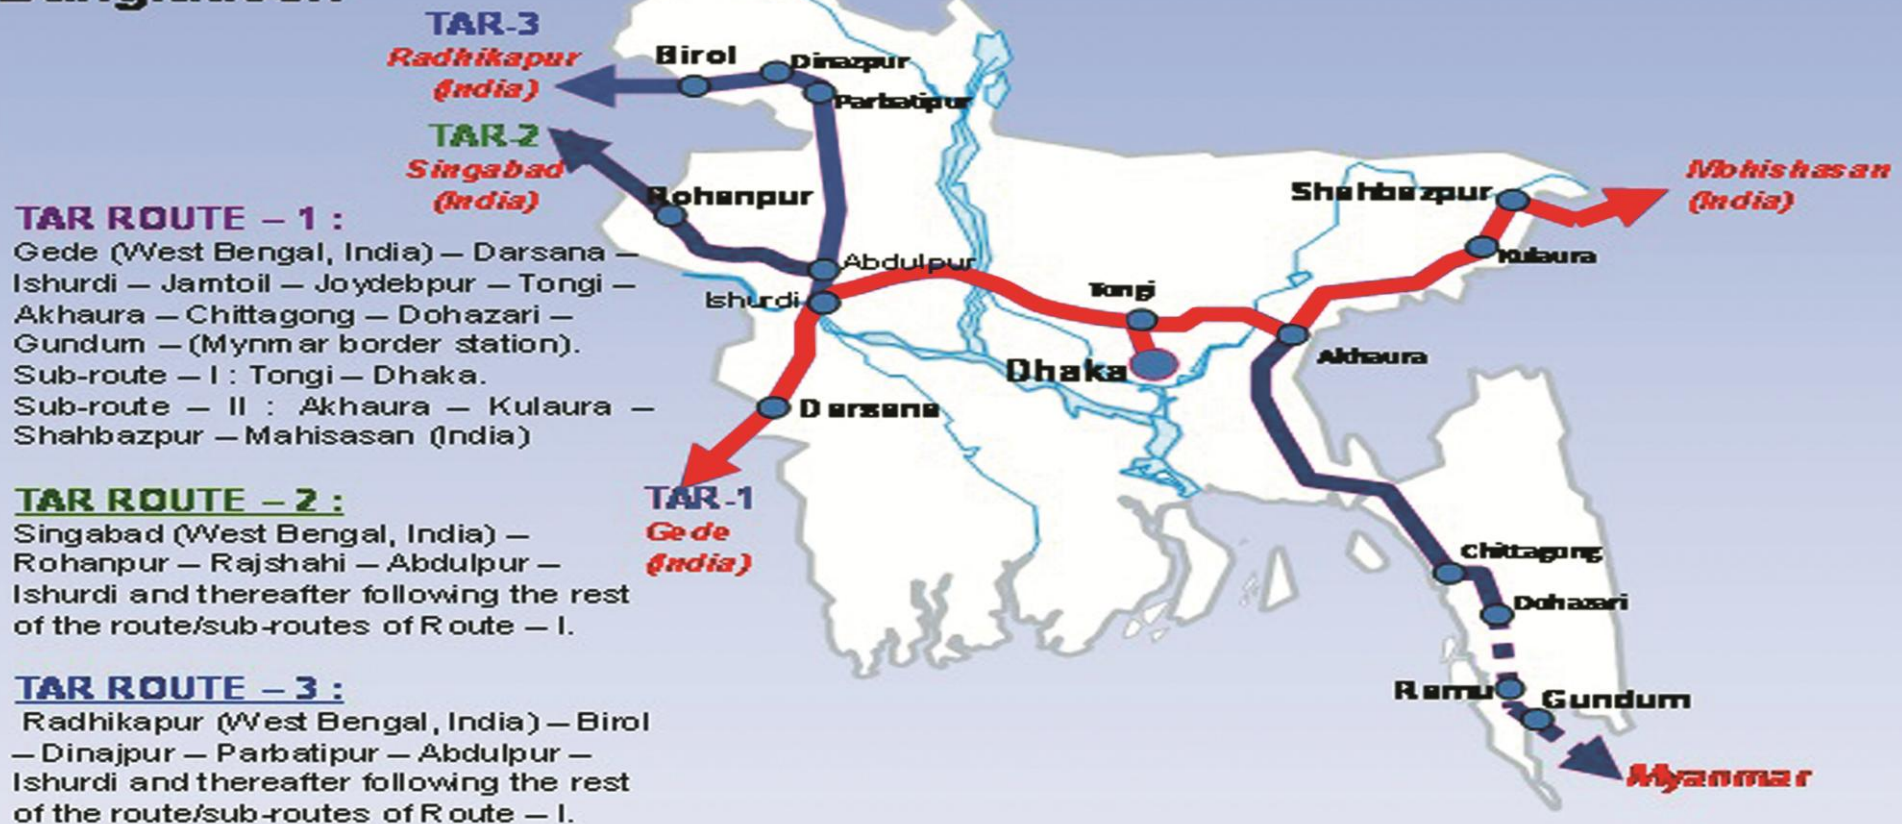 TAR-3
Radhikapur
(India)
TAR-2
Singabad
(India)
Birol
Dinazpur
Parbatipur
Rohanpur
Abdulpur
Ishurdi
Tongi
Dhaka
Darsana
TAR-1
Gede
(India)
Shahbazpur
Kulaura
Akhaura
Mohishasan
(India)
Chittagong
Dohazari
Ramu
Gundum
Myanmar
TAR ROUTE – 1 :
Gede (West Bengal, India) – Darsana –
Ishurdi – Jamtoil – Joydebpur – Tongi –
Akhaura – Chittagong – Dohazari –
Gundum – (Mynmar border station).
Sub-route – I : Tongi – Dhaka.
Sub-route – II : Akhaura – Kulaura –
Shahbazpur – Mahisasan (India)
TAR ROUTE – 2 :
Singabad (West Bengal, India) –
Rohanpur – Rajshahi – Abdulpur –
Ishurdi and thereafter following the rest
of the route/sub-routes of Route – I.
TAR ROUTE – 3 :
Radhikapur (West Bengal, India) – Birol
– Dinajpur – Parbatipur – Abdulpur –
Ishurdi and thereafter following the rest
of the route/sub-routes of Route – I.